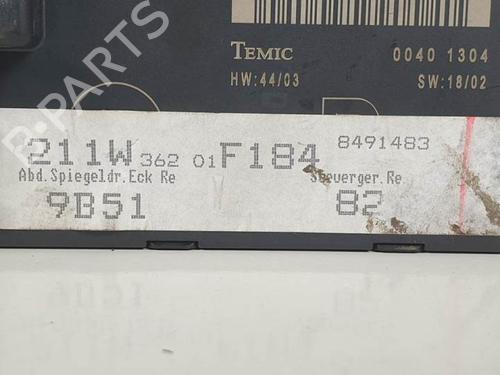 TEMIC
0040 1304
HW:44/03
SW:18/02
211W 362 01 F184 8491483
Abd.Spiegeldr.Eck Re
Steuerger.Re
9B51
82